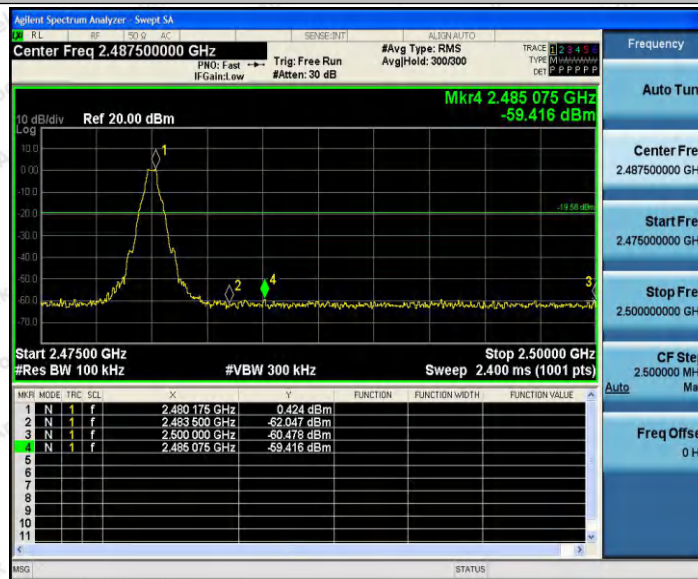 Agilent Spectrum Analyzer - Swept SA
RL RF 50 Ω AC SENSE:INT ALIGN AUTO
Center Freq 2.487500000 GHz
PNO: Fast
IFGain:Low
Trig: Free Run
#Atten: 30 dB
#Avg Type: RMS
Avg|Hold: 300/300
TRACE 1 2 3 4 5 6
TYPE M
DET P P P P P P
Frequency
Mkr4 2.485 075 GHz
-59.416 dBm
10 dB/div Ref 20.00 dBm
Log
10.0
0.00
-10.0
-20.0
-30.0
-40.0
-50.0
-60.0
-70.0
1
-19.58 dBm
2
4
3
Start 2.47500 GHz Stop 2.50000 GHz
#Res BW 100 kHz #VBW 300 kHz Sweep 2.400 ms (1001 pts)
MKR MODE TRC SCL X Y FUNCTION FUNCTION WIDTH FUNCTION VALUE
1 N 1 f 2.480 175 GHz 0.424 dBm
2 N 1 f 2.483 500 GHz -62.047 dBm
3 N 1 f 2.500 000 GHz -60.478 dBm
4 N 1 f 2.485 075 GHz -59.416 dBm
5
6
7
8
9
10
11
MSG STATUS
Auto Tun
Center Fre
2.487500000 GH
Start Fre
2.475000000 GH
Stop Fre
2.500000000 GH
CF Ste
2.500000 MH
Auto Ma
Freq Offse
0 H